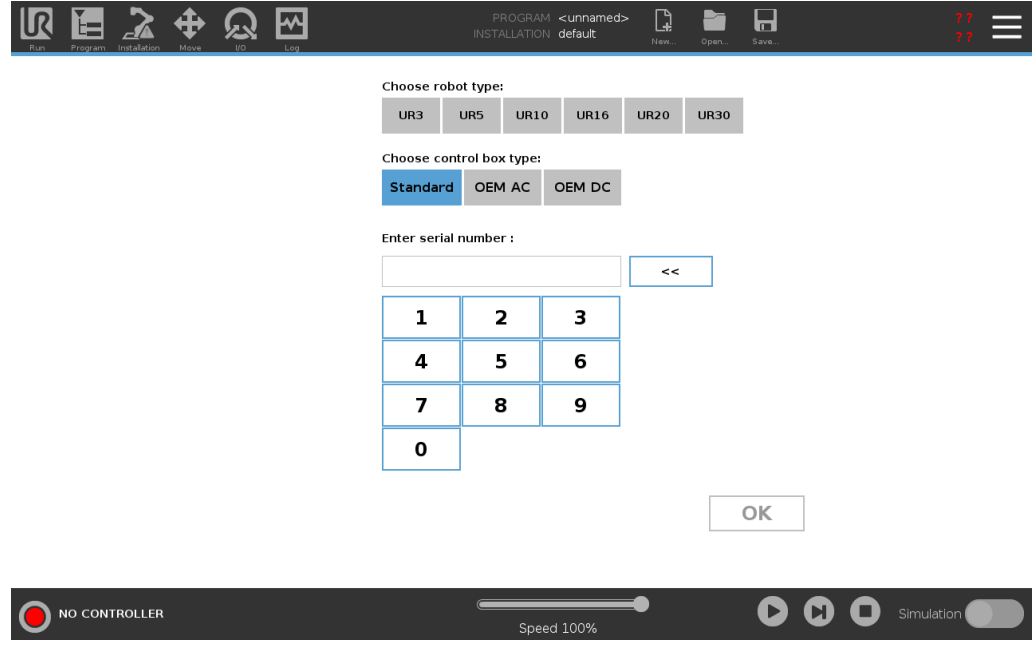 UR
Run
Program
Installation
Move
I/O
Log
PROGRAM <unnamed>
INSTALLATION default
New...
Open...
Save...
? ?
? ?
Choose robot type:
UR3 UR5 UR10 UR16 UR20 UR30
Choose control box type:
Standard OEM AC OEM DC
Enter serial number :
<<
1 2 3
4 5 6
7 8 9
0
OK
NO CONTROLLER
Speed 100%
Simulation